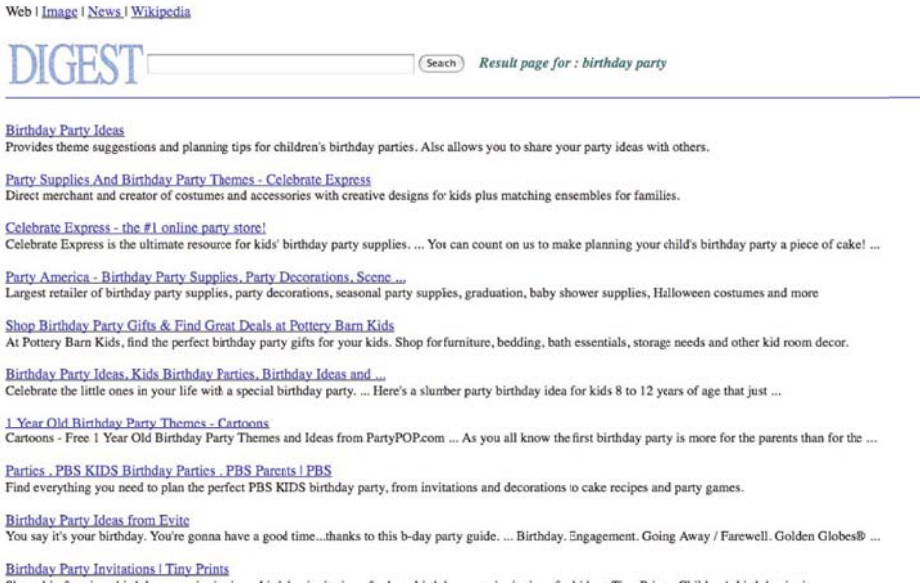 Web | Image | News | Wikipedia
DIGEST Seach Result page for : birthday party
Birthday Party Ideas
Provides theme suggestions and planning tips for children's birthday parties. Alsc allows you to share your party ideas with others.
Party Supplies And Birthday Party Themes - Celebrate Express
Direct merchant and creator of costumes and accessories with creative designs for kids plus matching ensembles for families.
Celebrate Express - the #1 online party store!
Celebrate Express is the ultimate resource for kids' birthday party supplies. ... You can count on us to make planning your child's birthday party a piece of cake! ...
Party America - Birthday Party Supplies, Party Decorations, Scene ...
Largest retailer of birthday party supplies, party decorations, seasonal party supplies, graduation, baby shower supplies, Halloween costumes and more
Shop Birthday Party Gifts & Find Great Deals at Pottery Barn Kids
At Pottery Barn Kids, find the perfect birthday party gifts for your kids. Shop for furniture, bedding, bath essentials, storage needs and other kid room decor.
Birthday Party Ideas, Kids Birthday Parties, Birthday Ideas and ...
Celebrate the little ones in your life with a special birthday party. ... Here's a slumber party birthday idea for kids 8 to 12 years of age that just ...
1 Year Old Birthday Party Themes - Cartoons
Cartoons - Free 1 Year Old Birthday Party Themes and Ideas from PartyPOP.com ... As you all know the first birthday party is more for the parents than for the ...
Parties . PBS KIDS Birthday Parties . PBS Parents | PBS
Find everything you need to plan the perfect PBS KIDS birthday party, from invitations and decorations to cake recipes and party games.
Birthday Party Ideas from Evite
You say it's your birthday. You're gonna have a good time...thanks to this b-day party guide. ... Birthday. Engagement. Going Away / Farewell. Golden Globes® ...
Birthday Party Invitations | Tiny Prints